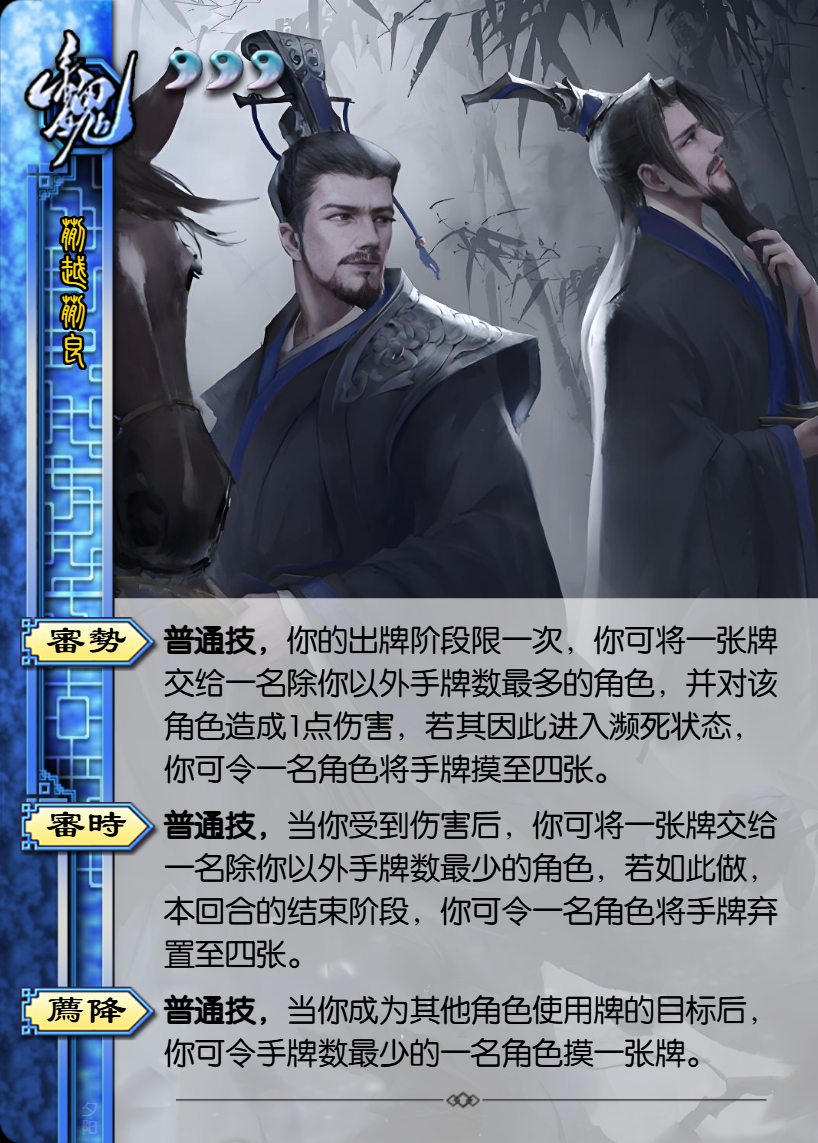 魏
蒯越蒯良
審勢
普通技，你的出牌阶段限一次，你可将一张牌
交给一名除你以外手牌数最多的角色，并对该
角色造成1点伤害，若其因此进入濒死状态，
你可令一名角色将手牌摸至四张。
審時
普通技，当你受到伤害后，你可将一张牌交给
一名除你以外手牌数最少的角色，若如此做，
本回合的结束阶段，你可令一名角色将手牌弃
置至四张。
薦降
普通技，当你成为其他角色使用牌的目标后，
你可令手牌数最少的一名角色摸一张牌。
夕阳